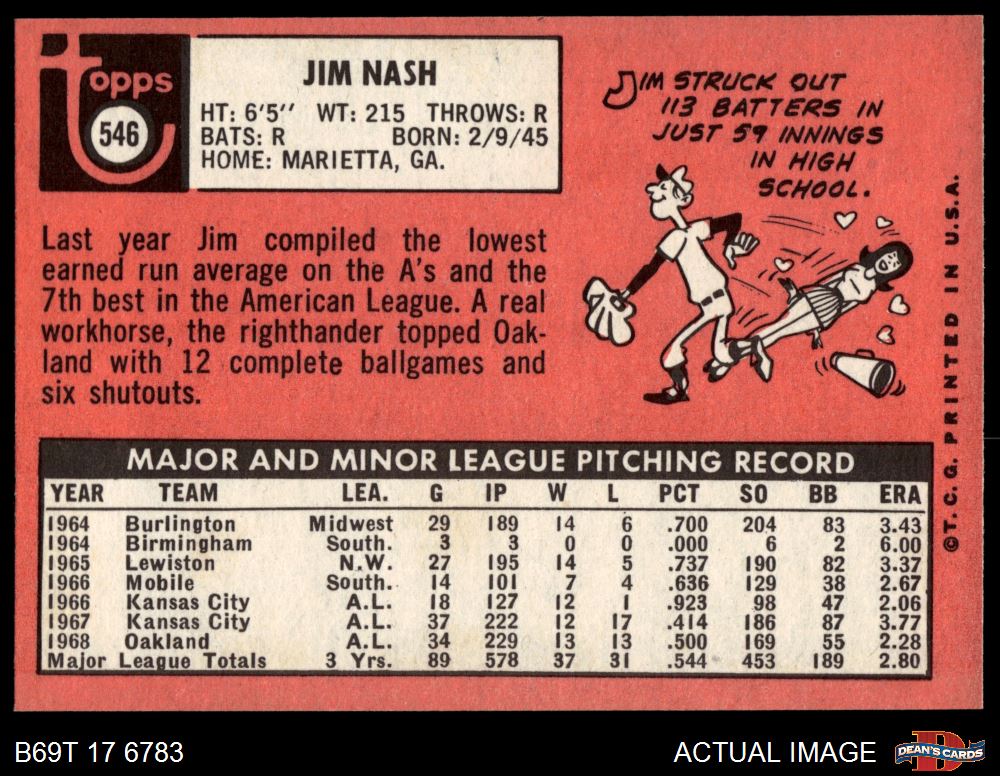 Topps
546
JIM NASH
HT: 6'5'' WT: 215 THROWS: R
BATS: R BORN: 2/9/45
HOME: MARIETTA, GA.
JIM STRUCK OUT
113 BATTERS IN
JUST 59 INNINGS
IN HIGH
SCHOOL.
Last year Jim compiled the lowest
earned run average on the A's and the
7th best in the American League. A real
workhorse, the righthander topped Oak-
land with 12 complete ballgames and
six shutouts.
©T.C.G. PRINTED IN U.S.A.
MAJOR AND MINOR LEAGUE PITCHING RECORD
YEAR TEAM LEA. G IP W L PCT SO BB ERA
1964 Burlington Midwest 29 189 14 6 .700 204 83 3.43
1964 Birmingham South. 3 3 0 0 .000 6 2 6.00
1965 Lewiston N.W. 27 195 14 5 .737 190 82 3.37
1966 Mobile South. 14 101 7 4 .636 129 38 2.67
1966 Kansas City A.L. 18 127 12 1 .923 98 47 2.06
1967 Kansas City A.L. 37 222 12 17 .414 186 87 3.77
1968 Oakland A.L. 34 229 13 13 .500 169 55 2.28
Major League Totals 3 Yrs. 89 578 37 31 .544 453 189 2.80
B69T 17 6783
ACTUAL IMAGE
D
DEAN'S CARDS